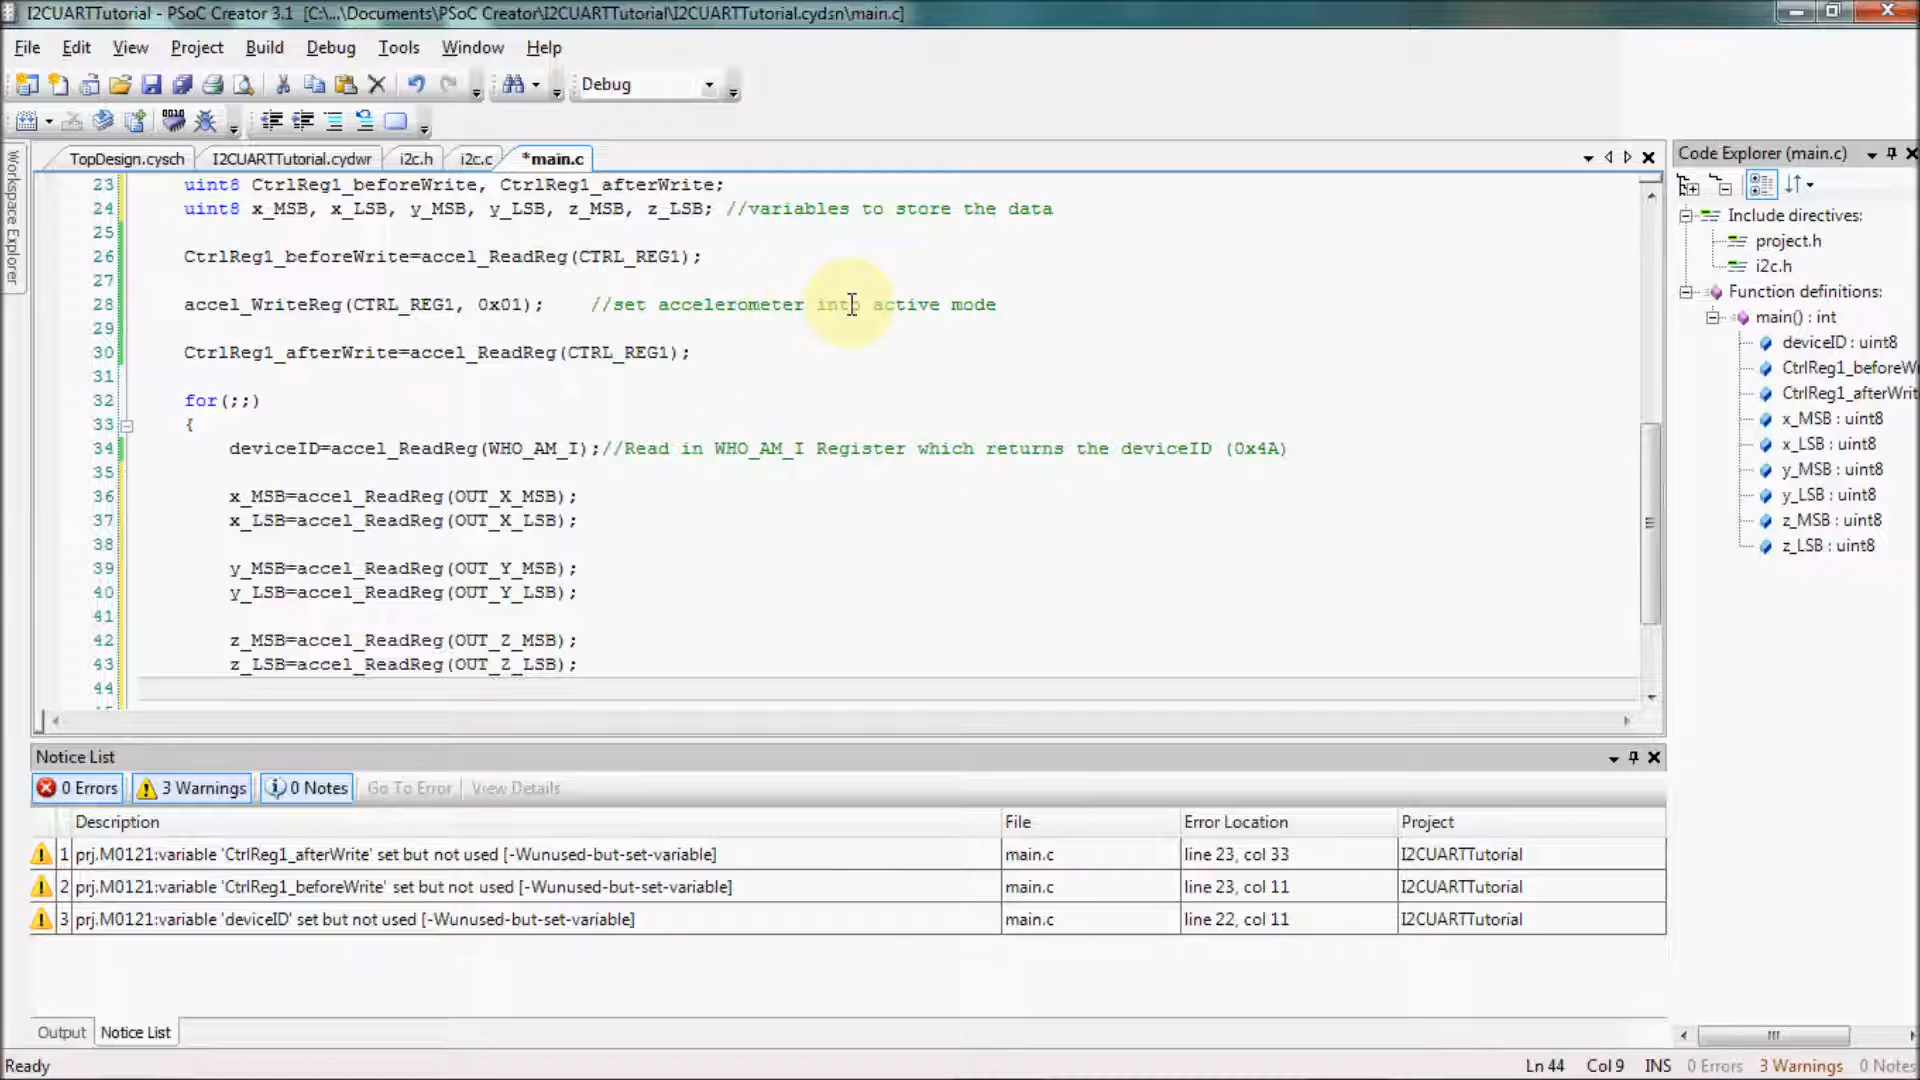 I2CUARTTutorial - PSoC Creator 3.1 [C:\...\Documents\PSoC Creator\I2CUARTTutorial\I2CUARTTutorial.cydsn\main.c]
File Edit View Project Build Debug Tools Window Help
Debug
TopDesign.cysch I2CUARTTutorial.cydwr i2c.h i2c.c *main.c
Workspace Explorer
23 uint8 CtrlReg1_beforeWrite, CtrlReg1_afterWrite;
24 uint8 x_MSB, x_LSB, y_MSB, y_LSB, z_MSB, z_LSB; //variables to store the data
25
26 CtrlReg1_beforeWrite=accel_ReadReg(CTRL_REG1);
27
28 accel_WriteReg(CTRL_REG1, 0x01); //set accelerometer into active mode
29
30 CtrlReg1_afterWrite=accel_ReadReg(CTRL_REG1);
31
32 for(;;)
33 {
34 deviceID=accel_ReadReg(WHO_AM_I);//Read in WHO_AM_I Register which returns the deviceID (0x4A)
35
36 x_MSB=accel_ReadReg(OUT_X_MSB);
37 x_LSB=accel_ReadReg(OUT_X_LSB);
38
39 y_MSB=accel_ReadReg(OUT_Y_MSB);
40 y_LSB=accel_ReadReg(OUT_Y_LSB);
41
42 z_MSB=accel_ReadReg(OUT_Z_MSB);
43 z_LSB=accel_ReadReg(OUT_Z_LSB);
44
Code Explorer (main.c)
Include directives:
project.h
i2c.h
Function definitions:
main() : int
deviceID : uint8
CtrlReg1_beforeW
CtrlReg1_afterWrit
x_MSB : uint8
x_LSB : uint8
y_MSB : uint8
y_LSB : uint8
z_MSB : uint8
z_LSB : uint8
Notice List
0 Errors 3 Warnings 0 Notes Go To Error View Details
Description File Error Location Project
1 prj.M0121:variable 'CtrlReg1_afterWrite' set but not used [-Wunused-but-set-variable] main.c line 23, col 33 I2CUARTTutorial
2 prj.M0121:variable 'CtrlReg1_beforeWrite' set but not used [-Wunused-but-set-variable] main.c line 23, col 11 I2CUARTTutorial
3 prj.M0121:variable 'deviceID' set but not used [-Wunused-but-set-variable] main.c line 22, col 11 I2CUARTTutorial
Output Notice List
Ready Ln 44 Col 9 INS 0 Errors 3 Warnings 0 Notes